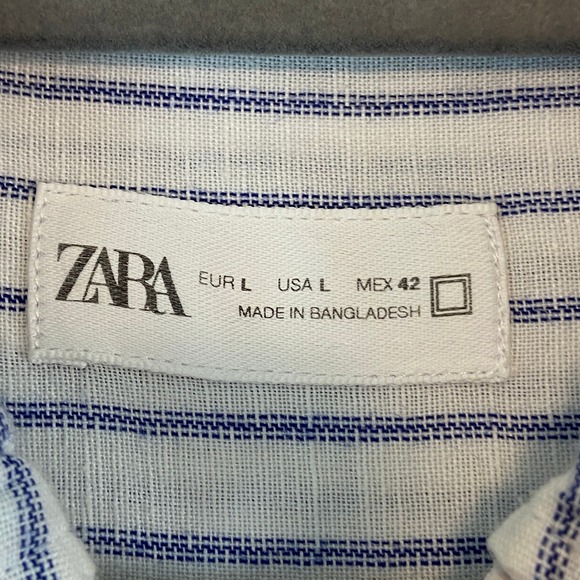 ZARA
EUR L USA L MEX 42
MADE IN BANGLADESH